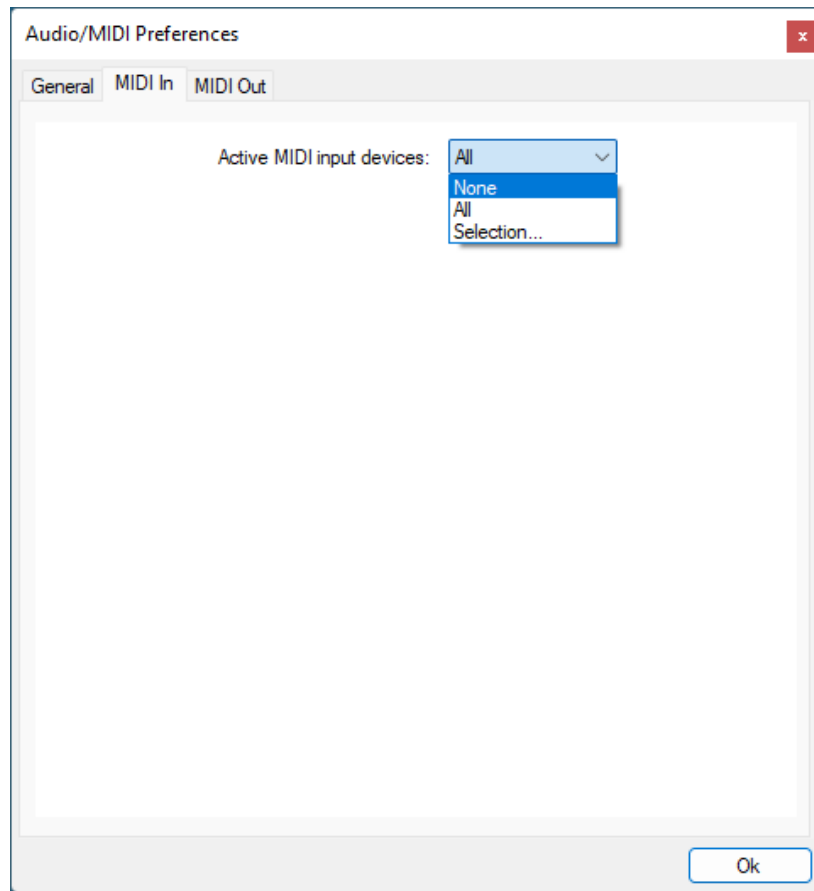 Audio/MIDI Preferences
x
General MIDI In MIDI Out
Active MIDI input devices: All
None
All
Selection...
Ok